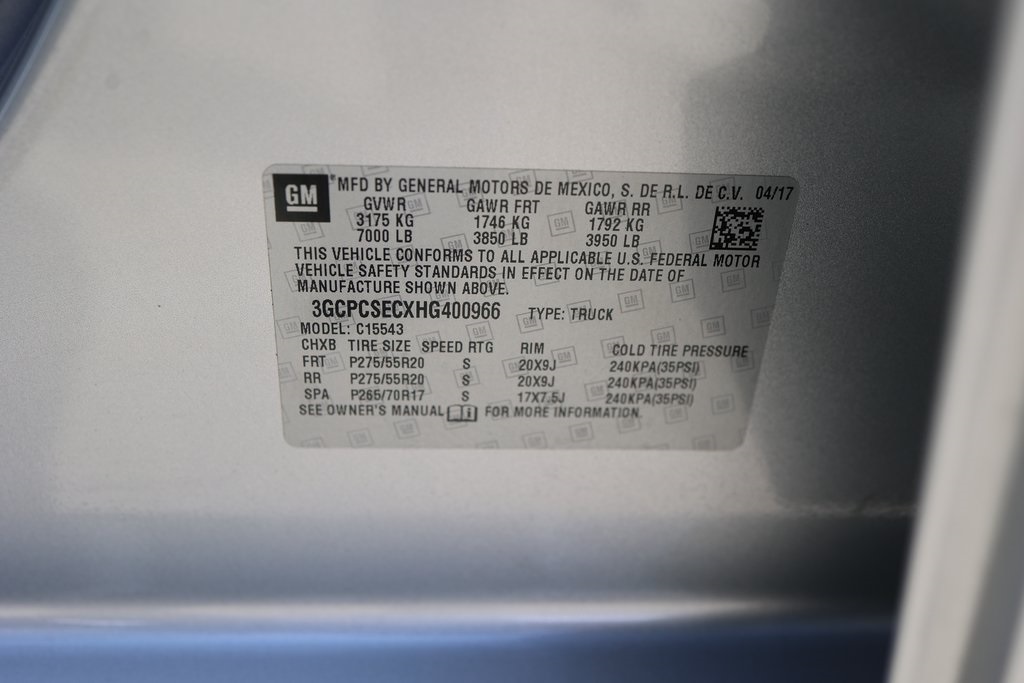 GM
MFD BY GENERAL MOTORS DE MEXICO, S. DE R.L. DE C.V. 04/17
GVWR GAWR FRT GAWR RR
3175 KG 1746 KG 1792 KG
7000 LB 3850 LB 3950 LB
THIS VEHICLE CONFORMS TO ALL APPLICABLE U.S. FEDERAL MOTOR
VEHICLE SAFETY STANDARDS IN EFFECT ON THE DATE OF
MANUFACTURE SHOWN ABOVE.
3GCPCSECXHG400966 TYPE: TRUCK
MODEL: C15543
CHXB TIRE SIZE SPEED RTG RIM COLD TIRE PRESSURE
FRT P275/55R20 S 20X9J 240KPA(35PSI)
RR P275/55R20 S 20X9J 240KPA(35PSI)
SPA P265/70R17 S 17X7.5J 240KPA(35PSI)
SEE OWNER'S MANUAL i FOR MORE INFORMATION.